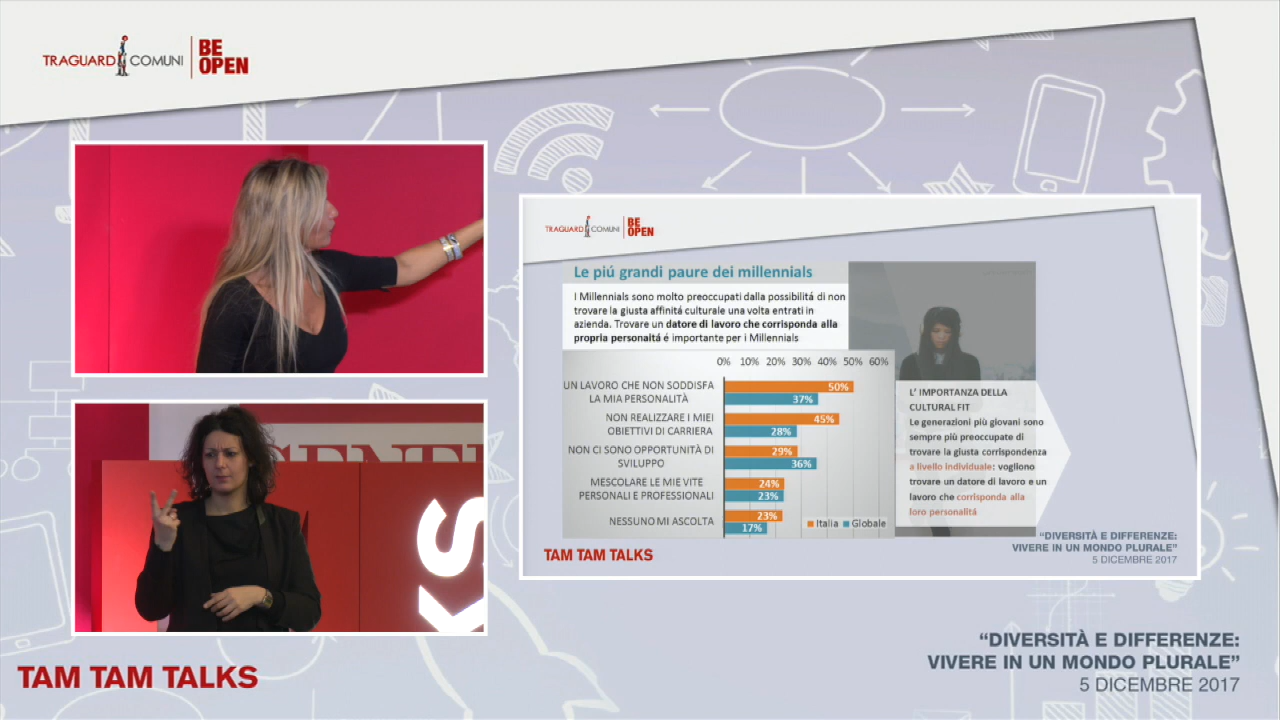 TRAGUARDI COMUNI
BE
OPEN
TRAGUARDI COMUNI
BE
OPEN
Le piú grandi paure dei millennials
I Millennials sono molto preoccupati dalla possibilitá di non
trovare la giusta affinitá culturale una volta entrati in
azienda. Trovare un datore di lavoro che corrisponda alla
propria personaltá é importante per i Millennials
0% 10% 20% 30% 40% 50% 60%
UN LAVORO CHE NON SODDISFA
LA MIA PERSONALITÀ
50%
37%
NON REALIZZARE I MIEI
OBIETTIVI DI CARRIERA
45%
28%
NON CI SONO OPPORTUNITÀ DI
SVILUPPO
29%
36%
MESCOLARE LE MIE VITE
PERSONALI E PROFESSIONALI
24%
23%
NESSUNO MI ASCOLTA
23%
17%
Italia Globale
L' IMPORTANZA DELLA
CULTURAL FIT
Le generazioni più giovani sono
sempre più preoccupate di
trovare la giusta corrispondenza
a livello individuale: vogliono
trovare un datore di lavoro e un
lavoro che corrisponda alla
loro personalitá
TAM TAM TALKS
“DIVERSITÀ E DIFFERENZE:
VIVERE IN UN MONDO PLURALE”
5 DICEMBRE 2017
KS
TAM TAM TALKS
“DIVERSITÀ E DIFFERENZE:
VIVERE IN UN MONDO PLURALE”
5 DICEMBRE 2017